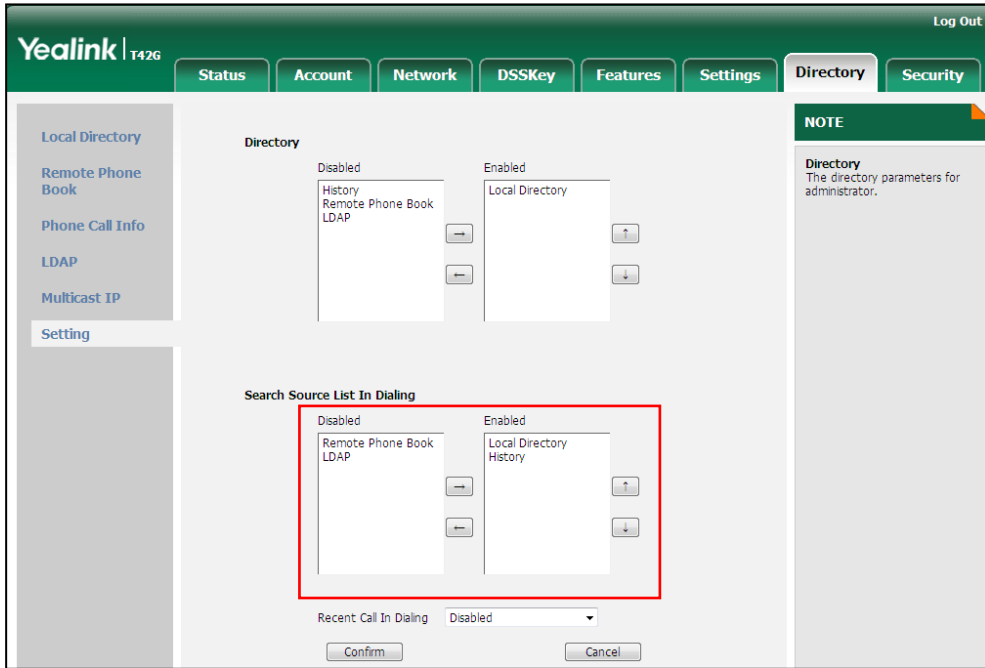 Log Out
Yealink T42G
Status Account Network DSSKey Features Settings Directory Security
Local Directory
Remote Phone
Book
Phone Call Info
LDAP
Multicast IP
Setting
Directory
Disabled Enabled
History
Remote Phone Book
LDAP
Local Directory
→ ↑
← ↓
Search Source List In Dialing
Disabled Enabled
Remote Phone Book
LDAP
Local Directory
History
→ ↑
← ↓
Recent Call In Dialing Disabled
Confirm Cancel
NOTE
Directory
The directory parameters for
administrator.